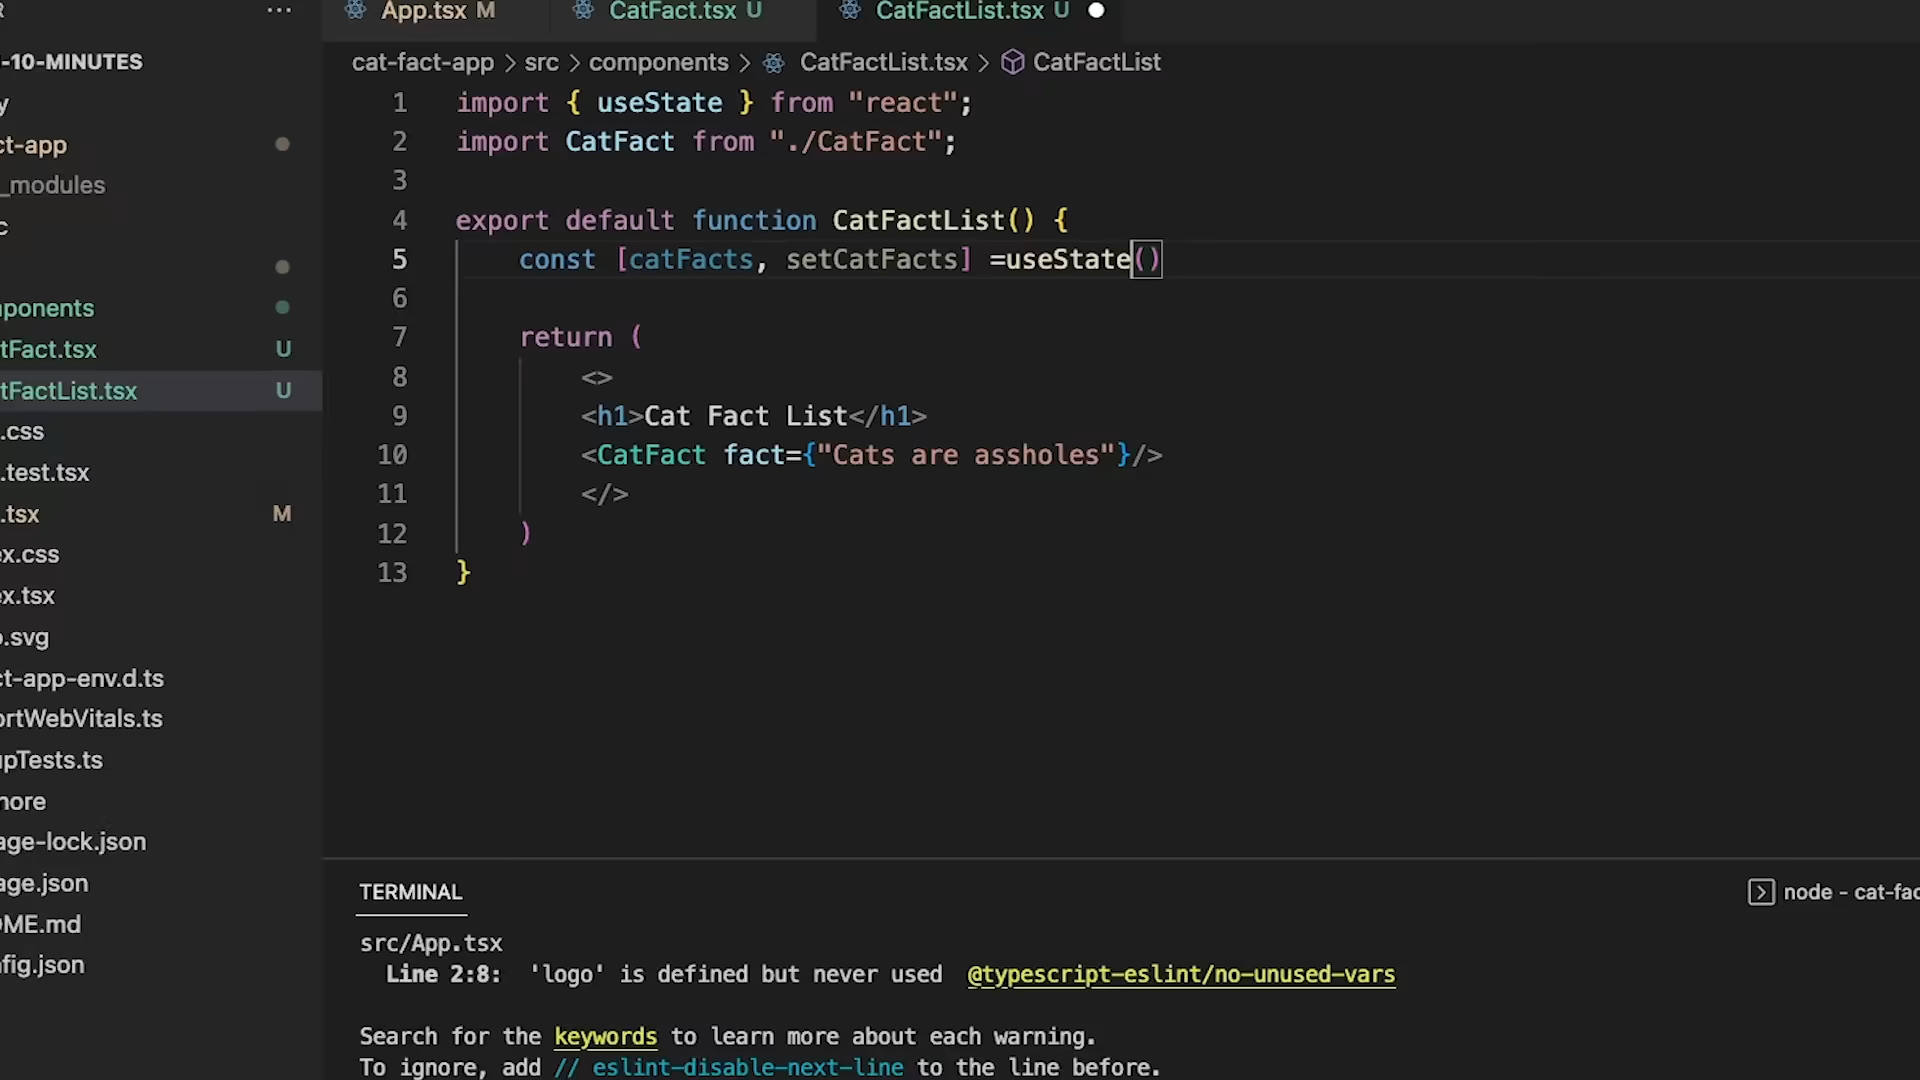 R ···
App.tsx M CatFact.tsx U CatFactList.tsx U
-10-MINUTES
cat-fact-app > src > components > CatFactList.tsx > CatFactList
y
ct-app
_modules
c
ponents
tFact.tsx U
tFactList.tsx U
.css
.test.tsx
.tsx M
ex.css
ex.tsx
o.svg
ct-app-env.d.ts
ortWebVitals.ts
upTests.ts
nore
age-lock.json
age.json
DME.md
nfig.json
1 import { useState } from "react";
2 import CatFact from "./CatFact";
3
4 export default function CatFactList() {
5 const [catFacts, setCatFacts] =useState()
6
7 return (
8 <>
9 <h1>Cat Fact List</h1>
10 <CatFact fact={"Cats are assholes"}/>
11 </>
12 )
13 }
TERMINAL
node - cat-fac
src/App.tsx
Line 2:8: 'logo' is defined but never used @typescript-eslint/no-unused-vars
Search for the keywords to learn more about each warning.
To ignore, add // eslint-disable-next-line to the line before.